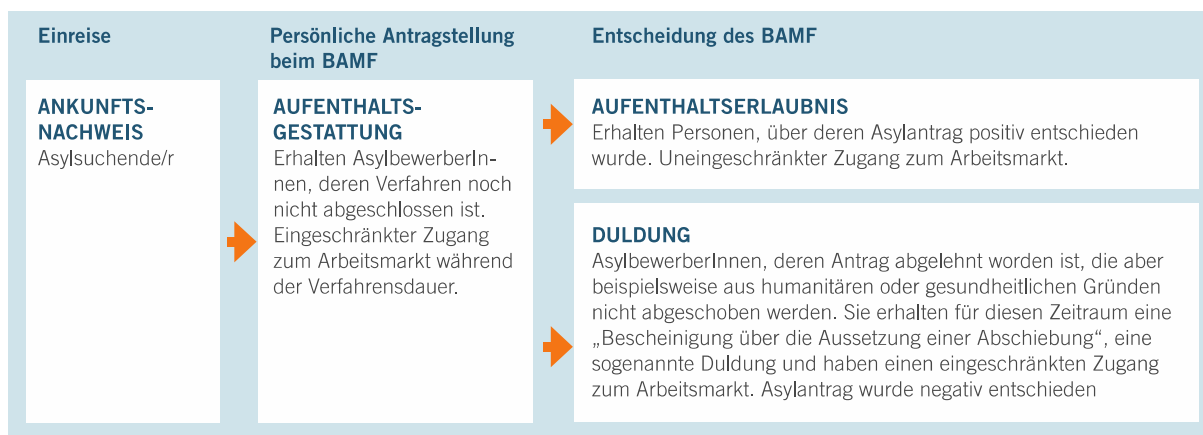 Einreise
Persönliche Antragstellung
beim BAMF
Entscheidung des BAMF
ANKUNFTS-
NACHWEIS
Asylsuchende/r
AUFENTHALTS-
GESTATTUNG
Erhalten AsylbewerberIn-
nen, deren Verfahren noch
nicht abgeschlossen ist.
Eingeschränkter Zugang
zum Arbeitsmarkt während
der Verfahrensdauer.
AUFENTHALTSERLAUBNIS
Erhalten Personen, über deren Asylantrag positiv entschieden
wurde. Uneingeschränkter Zugang zum Arbeitsmarkt.
DULDUNG
AsylbewerberInnen, deren Antrag abgelehnt worden ist, die aber
beispielsweise aus humanitären oder gesundheitlichen Gründen
nicht abgeschoben werden. Sie erhalten für diesen Zeitraum eine
„Bescheinigung über die Aussetzung einer Abschiebung“, eine
sogenannte Duldung und haben einen eingeschränkten Zugang
zum Arbeitsmarkt. Asylantrag wurde negativ entschieden